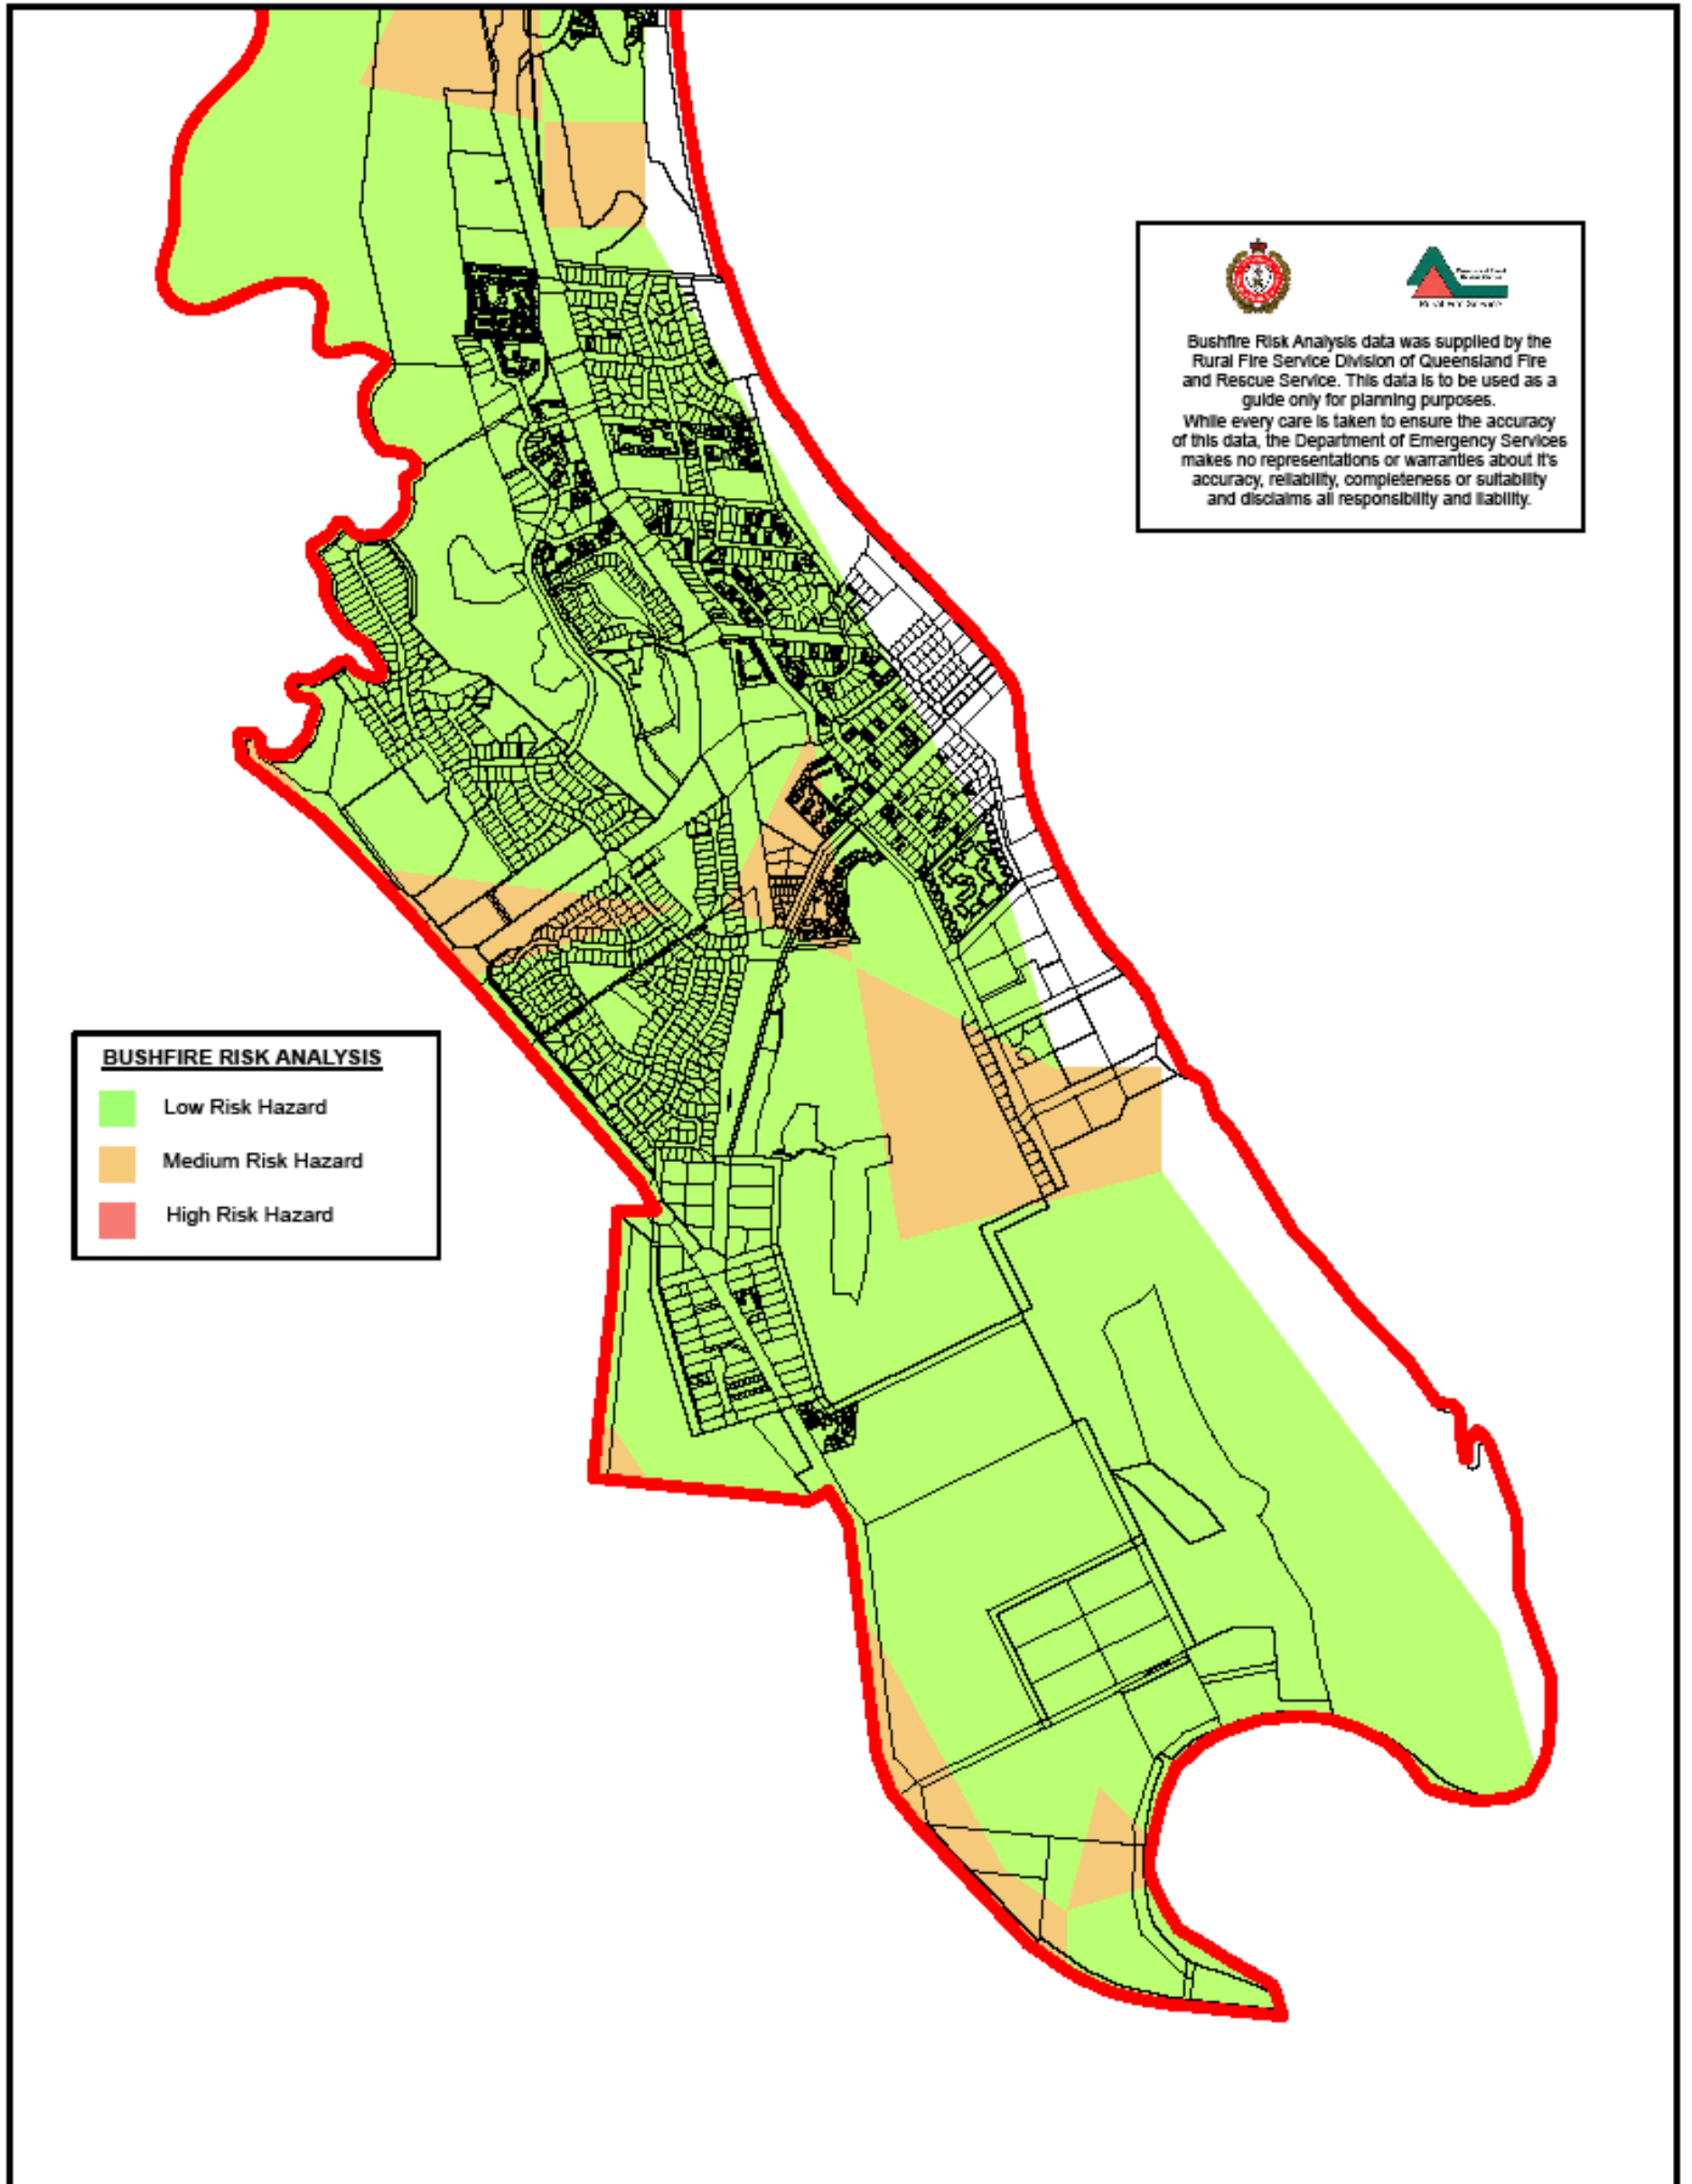 Bushfire Risk Analysis data was supplied by the
Rural Fire Service Division of Queensland Fire
and Rescue Service. This data is to be used as a
guide only for planning purposes.
While every care is taken to ensure the accuracy
of this data, the Department of Emergency Services
makes no representations or warranties about it's
accuracy, reliability, completeness or suitability
and disclaims all responsibility and liability.
BUSHFIRE RISK ANALYSIS
Low Risk Hazard
Medium Risk Hazard
High Risk Hazard